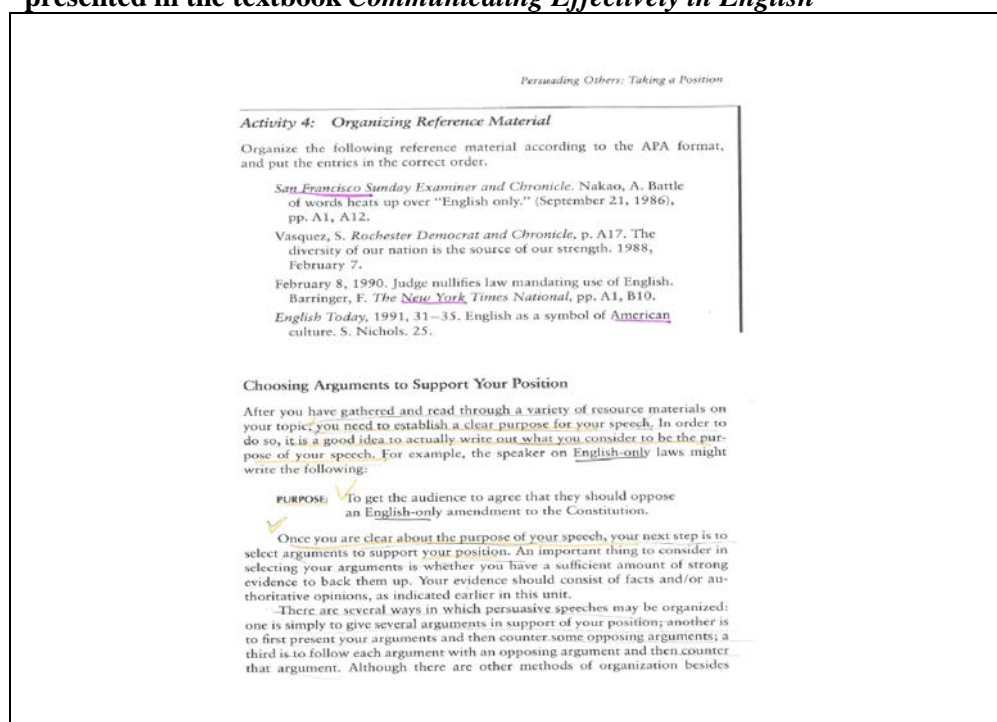 presented in the textbook Communicating Effectively in English
Persuading Others: Taking a Position
Activity 4: Organizing Reference Material
Organize the following reference material according to the APA format,
and put the entries in the correct order.
San Francisco Sunday Examiner and Chronicle. Nakao, A. Battle
of words heats up over "English only." (September 21, 1986),
pp. A1, A12.
Vasquez, S. Rochester Democrat and Chronicle, p. A17. The
diversity of our nation is the source of our strength. 1988,
February 7.
February 8, 1990. Judge nullifies law mandating use of English.
Barringer, F. The New York Times National, pp. A1, B10.
English Today, 1991, 31–35. English as a symbol of American
culture. S. Nichols. 25.
Choosing Arguments to Support Your Position
After you have gathered and read through a variety of resource materials on
your topic, you need to establish a clear purpose for your speech. In order to
do so, it is a good idea to actually write out what you consider to be the pur-
pose of your speech. For example, the speaker on English-only laws might
write the following:
PURPOSE: To get the audience to agree that they should oppose
an English-only amendment to the Constitution.
Once you are clear about the purpose of your speech, your next step is to
select arguments to support your position. An important thing to consider in
selecting your arguments is whether you have a sufficient amount of strong
evidence to back them up. Your evidence should consist of facts and/or au-
thoritative opinions, as indicated earlier in this unit.
There are several ways in which persuasive speeches may be organized:
one is simply to give several arguments in support of your position; another is
to first present your arguments and then counter some opposing arguments; a
third is to follow each argument with an opposing argument and then counter
that argument. Although there are other methods of organization besides